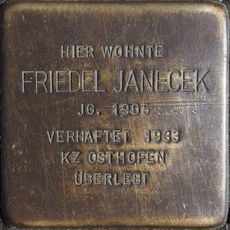 HIER WOHNTE
FRIEDEL JANECEK
JG. 1905
VERHAFTET 1933
KZ OSTHOFEN
ÜBERLEBT